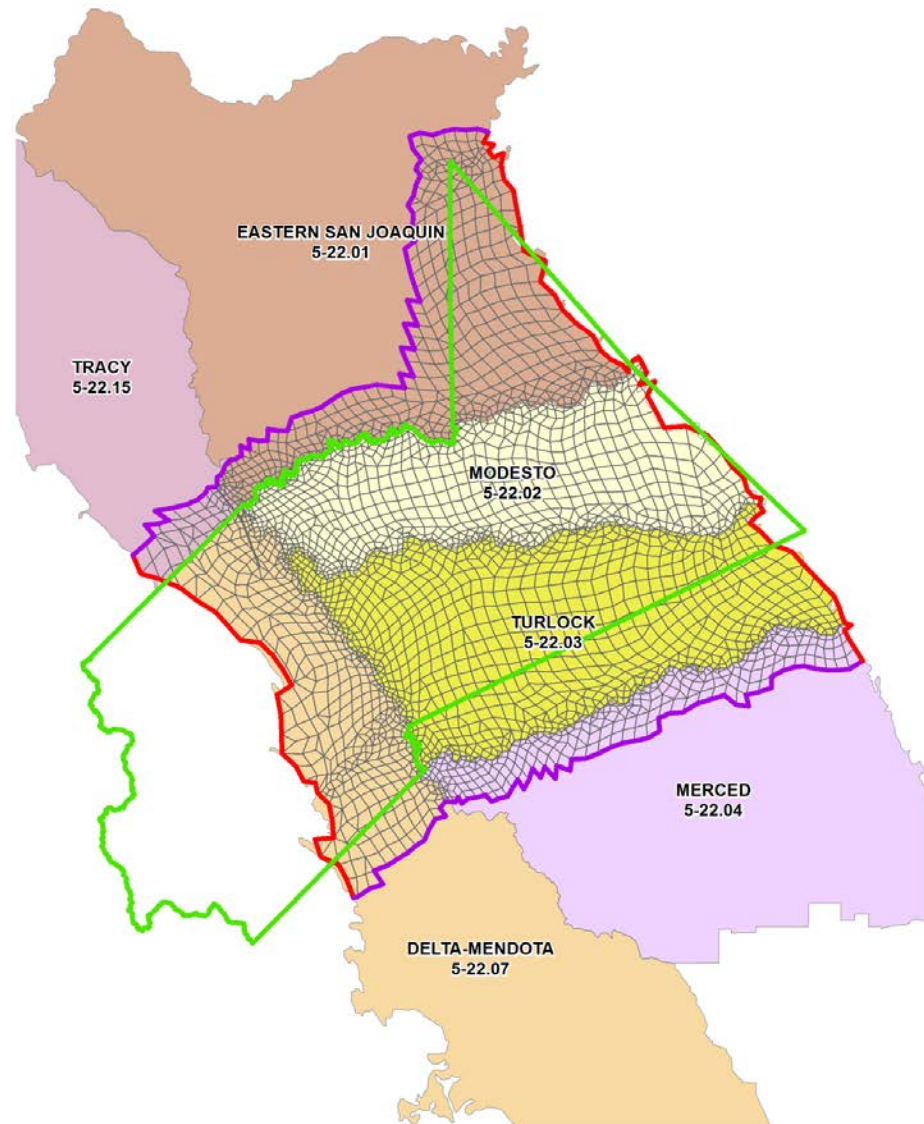 EASTERN SAN JOAQUIN
5-22.01
TRACY
5-22.15
MODESTO
5-22.02
TURLOCK
5-22.03
MERCED
5-22.04
DELTA-MENDOTA
5-22.07